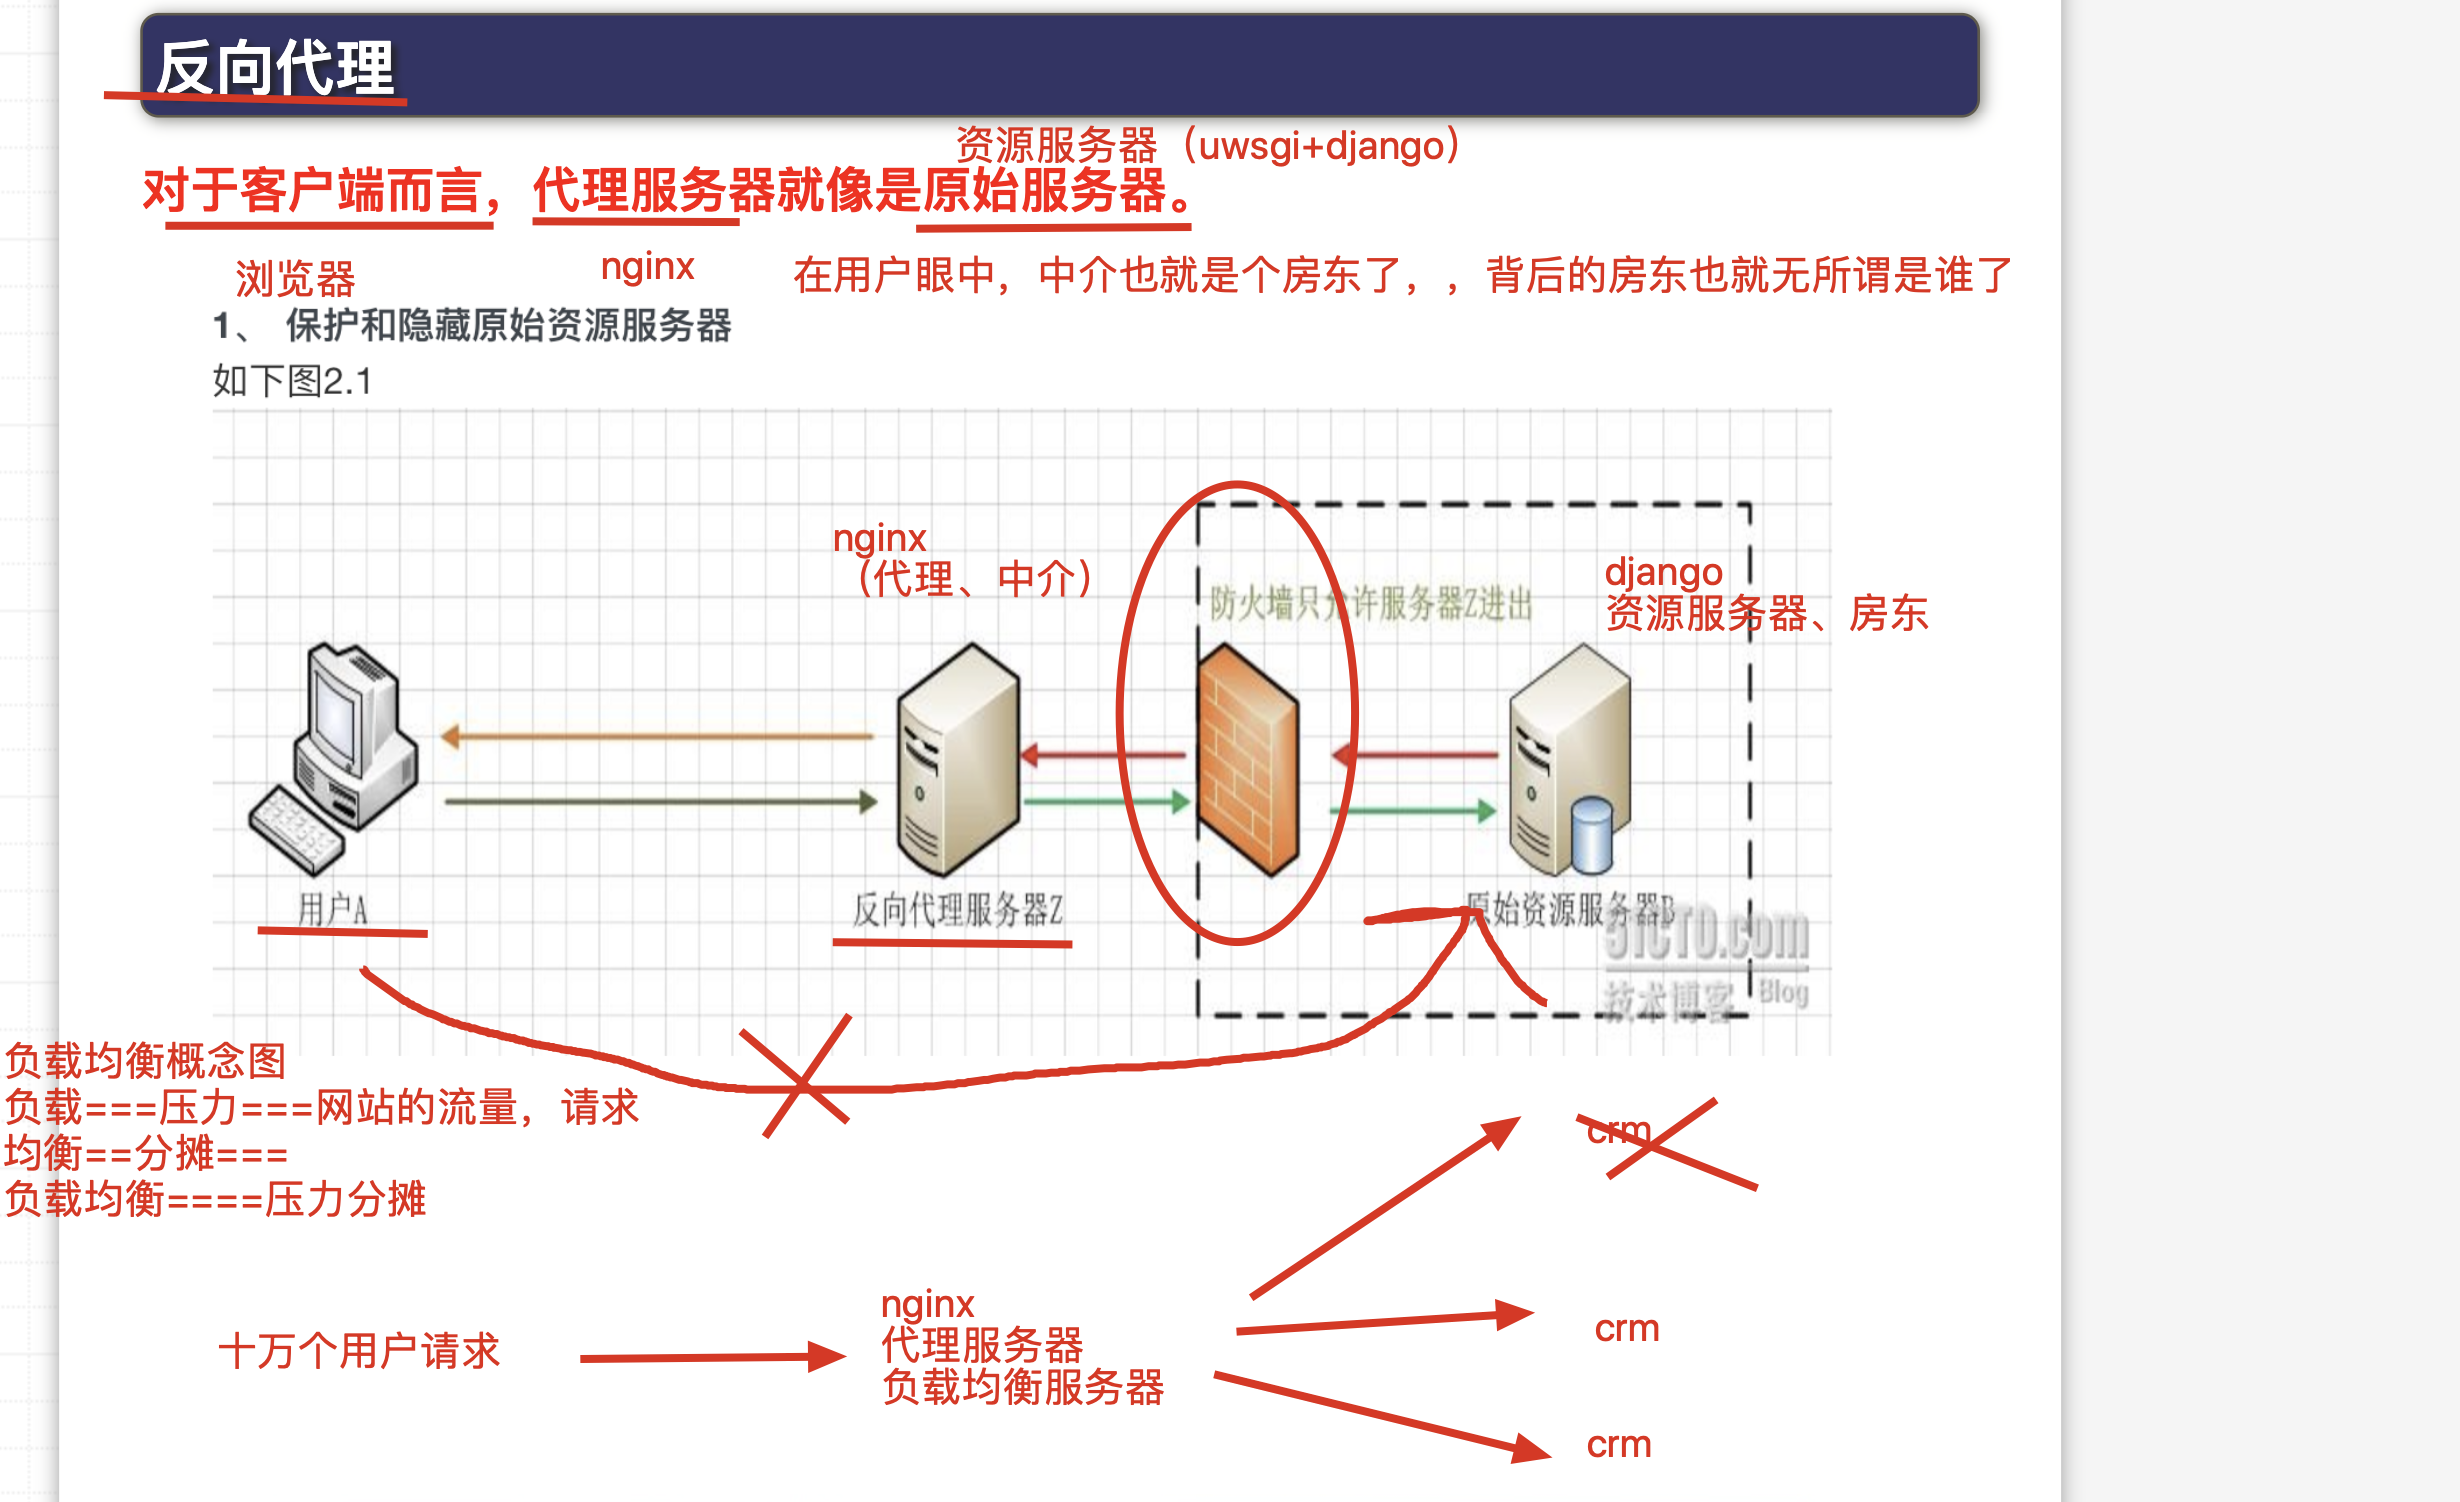 反向代理
资源服务器（uwsgi+django）
对于客户端而言，代理服务器就像是原始服务器。
浏览器
nginx
在用户眼中，中介也就是个房东了，，背后的房东也就无所谓是谁了
1、 保护和隐藏原始资源服务器
如下图2.1
nginx
（代理、中介）
防火墙只允许服务器Z进出
django
资源服务器、房东
用户A
反向代理服务器Z
原始资源服务器B
51CTO.com
技术博客 Blog
负载均衡概念图
负载===压力===网站的流量，请求
均衡==分摊===
负载均衡====压力分摊
crm
nginx
代理服务器
负载均衡服务器
十万个用户请求
crm
crm